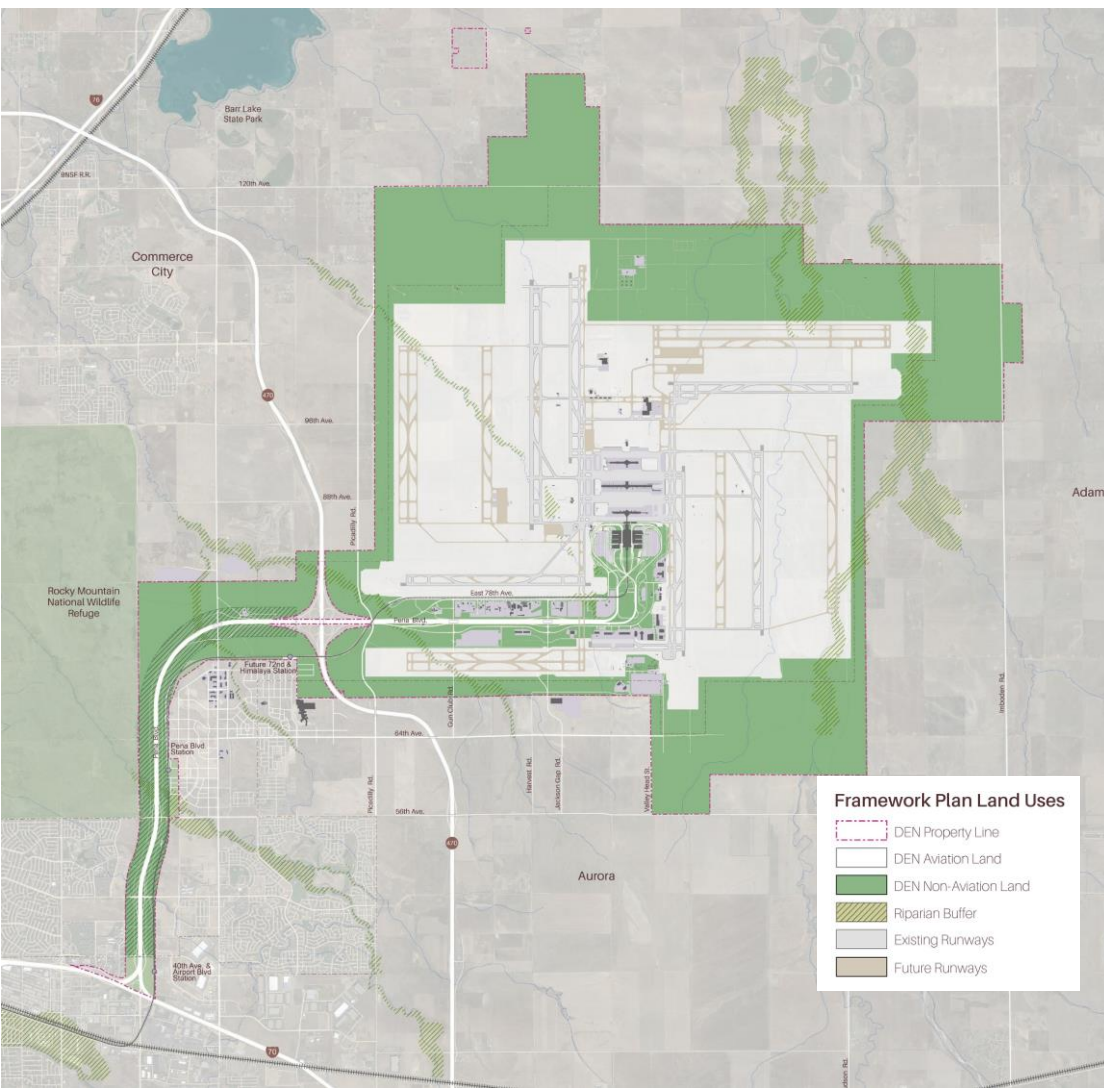 76
Barr Lake
State Park
BNSF R.R.
120th Ave.
Commerce
City
470
96th Ave.
88th Ave.
Picadilly Rd.
Adam
Rocky Mountain
National Wildlife
Refuge
East 78th Ave.
Pena Blvd.
Future 72nd &
Himalaya Station
Gun Club Rd.
Imboden Rd.
64th Ave.
Pena Blvd.
Pena Blvd.
Station
Picadilly Rd.
Harvest Rd.
Jackson Gap Rd.
Valley Head St.
56th Ave.
470
Aurora
Framework Plan Land Uses
DEN Property Line
DEN Aviation Land
DEN Non-Aviation Land
Riparian Buffer
Existing Runways
Future Runways
40th Ave. &
Airport Blvd
Station
70